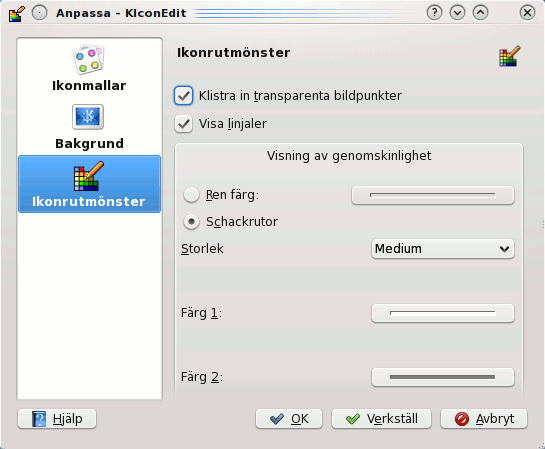 Anpassa - KIconEdit
Ikonmallar
Bakgrund
Ikonrutmönster
Ikonrutmönster
Klistra in transparenta bildpunkter
Visa linjaler
Visning av genomskinlighet
Ren färg:
Schackrutor
Storlek
Medium
Färg 1:
Färg 2:
Hjälp
OK
Verkställ
Avbryt